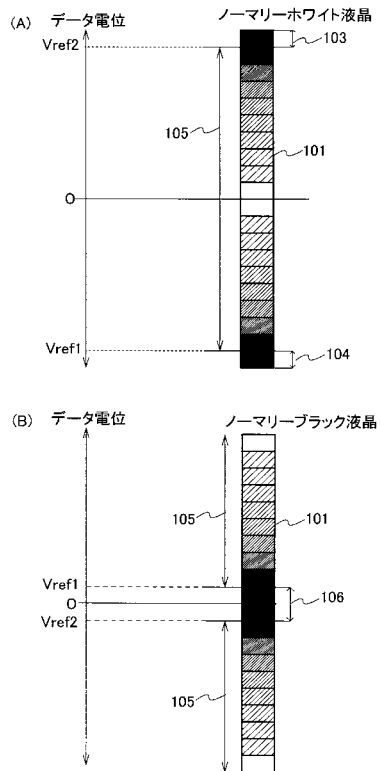 (A)
データ電位
ノーマリーホワイト液晶
103
Vref2
105
101
0
Vref1
104
(B)
データ電位
ノーマリーブラック液晶
105
101
Vref1
0
106
Vref2
105